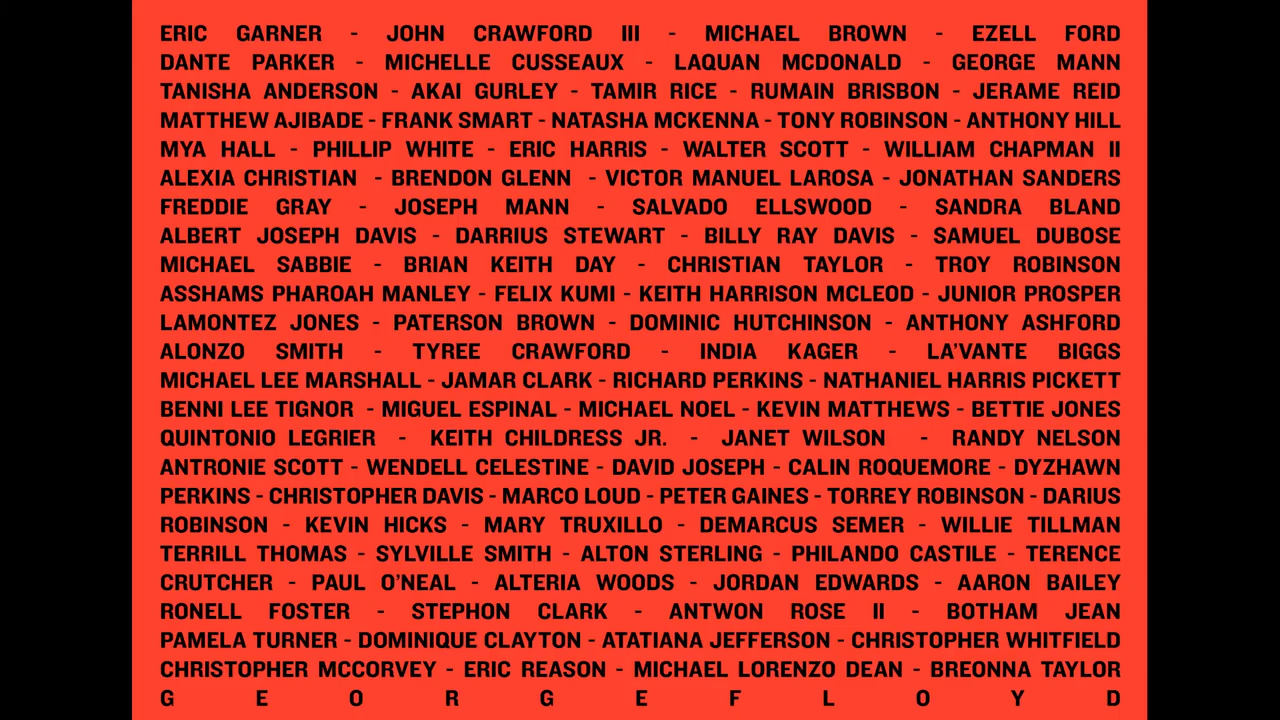 ERIC GARNER - JOHN CRAWFORD III - MICHAEL BROWN - EZELL FORD
DANTE PARKER - MICHELLE CUSSEAUX - LAQUAN MCDONALD - GEORGE MANN
TANISHA ANDERSON - AKAI GURLEY - TAMIR RICE - RUMAIN BRISBON - JERAME REID
MATTHEW AJIBADE - FRANK SMART - NATASHA MCKENNA - TONY ROBINSON - ANTHONY HILL
MYA HALL - PHILLIP WHITE - ERIC HARRIS - WALTER SCOTT - WILLIAM CHAPMAN II
ALEXIA CHRISTIAN - BRENDON GLENN - VICTOR MANUEL LAROSA - JONATHAN SANDERS
FREDDIE GRAY - JOSEPH MANN - SALVADO ELLSWOOD - SANDRA BLAND
ALBERT JOSEPH DAVIS - DARRIUS STEWART - BILLY RAY DAVIS - SAMUEL DUBOSE
MICHAEL SABBIE - BRIAN KEITH DAY - CHRISTIAN TAYLOR - TROY ROBINSON
ASSHAMS PHAROAH MANLEY - FELIX KUMI - KEITH HARRISON MCLEOD - JUNIOR PROSPER
LAMONTEZ JONES - PATERSON BROWN - DOMINIC HUTCHINSON - ANTHONY ASHFORD
ALONZO SMITH - TYREE CRAWFORD - INDIA KAGER - LA'VANTE BIGGS
MICHAEL LEE MARSHALL - JAMAR CLARK - RICHARD PERKINS - NATHANIEL HARRIS PICKETT
BENNI LEE TIGNOR - MIGUEL ESPINAL - MICHAEL NOEL - KEVIN MATTHEWS - BETTIE JONES
QUINTONIO LEGRIER - KEITH CHILDRESS JR. - JANET WILSON - RANDY NELSON
ANTRONIE SCOTT - WENDELL CELESTINE - DAVID JOSEPH - CALIN ROQUEMORE - DYZHAWN
PERKINS - CHRISTOPHER DAVIS - MARCO LOUD - PETER GAINES - TORREY ROBINSON - DARIUS
ROBINSON - KEVIN HICKS - MARY TRUXILLO - DEMARCUS SEMER - WILLIE TILLMAN
TERRILL THOMAS - SYLVILLE SMITH - ALTON STERLING - PHILANDO CASTILE - TERENCE
CRUTCHER - PAUL O'NEAL - ALTERIA WOODS - JORDAN EDWARDS - AARON BAILEY
RONELL FOSTER - STEPHON CLARK - ANTWON ROSE II - BOTHAM JEAN
PAMELA TURNER - DOMINIQUE CLAYTON - ATATIANA JEFFERSON - CHRISTOPHER WHITFIELD
CHRISTOPHER MCCORVEY - ERIC REASON - MICHAEL LORENZO DEAN - BREONNA TAYLOR
G E O R G E F L O Y D